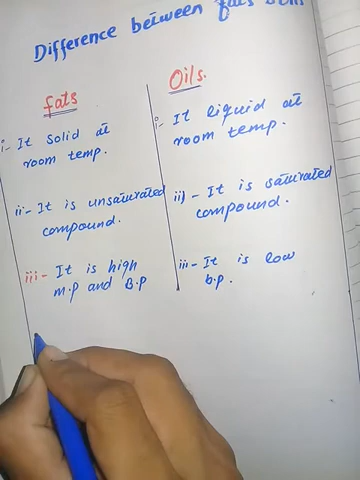 Difference between fats
fats
i- It solid at
room temp.
ii- It is unsaturated
compound.
iii- It is high
m.p and B.P
Oils.
i- It liquid at
room temp.
ii)- It is saturated
compound.
iii- It is low
b.p.